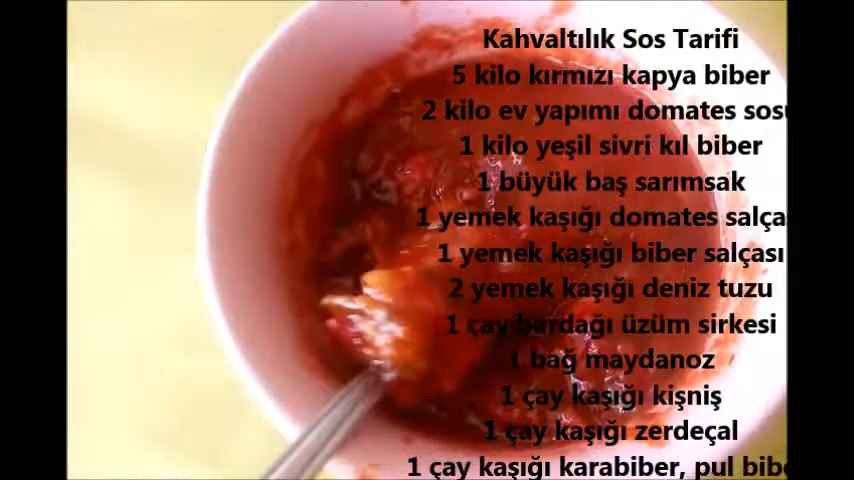 Kahvaltılık Sos Tarifi
5 kilo kırmızı kapya biber
2 kilo ev yapımı domates sosu
1 kilo yeşil sivri kıl biber
1 büyük baş sarımsak
1 yemek kaşığı domates salças
1 yemek kaşığı biber salçası
2 yemek kaşığı deniz tuzu
1 çay bardağı üzüm sirkesi
1 bağ maydanoz
1 çay kaşığı kişniş
1 çay kaşığı zerdeçal
1 çay kaşığı karabiber, pul bibe